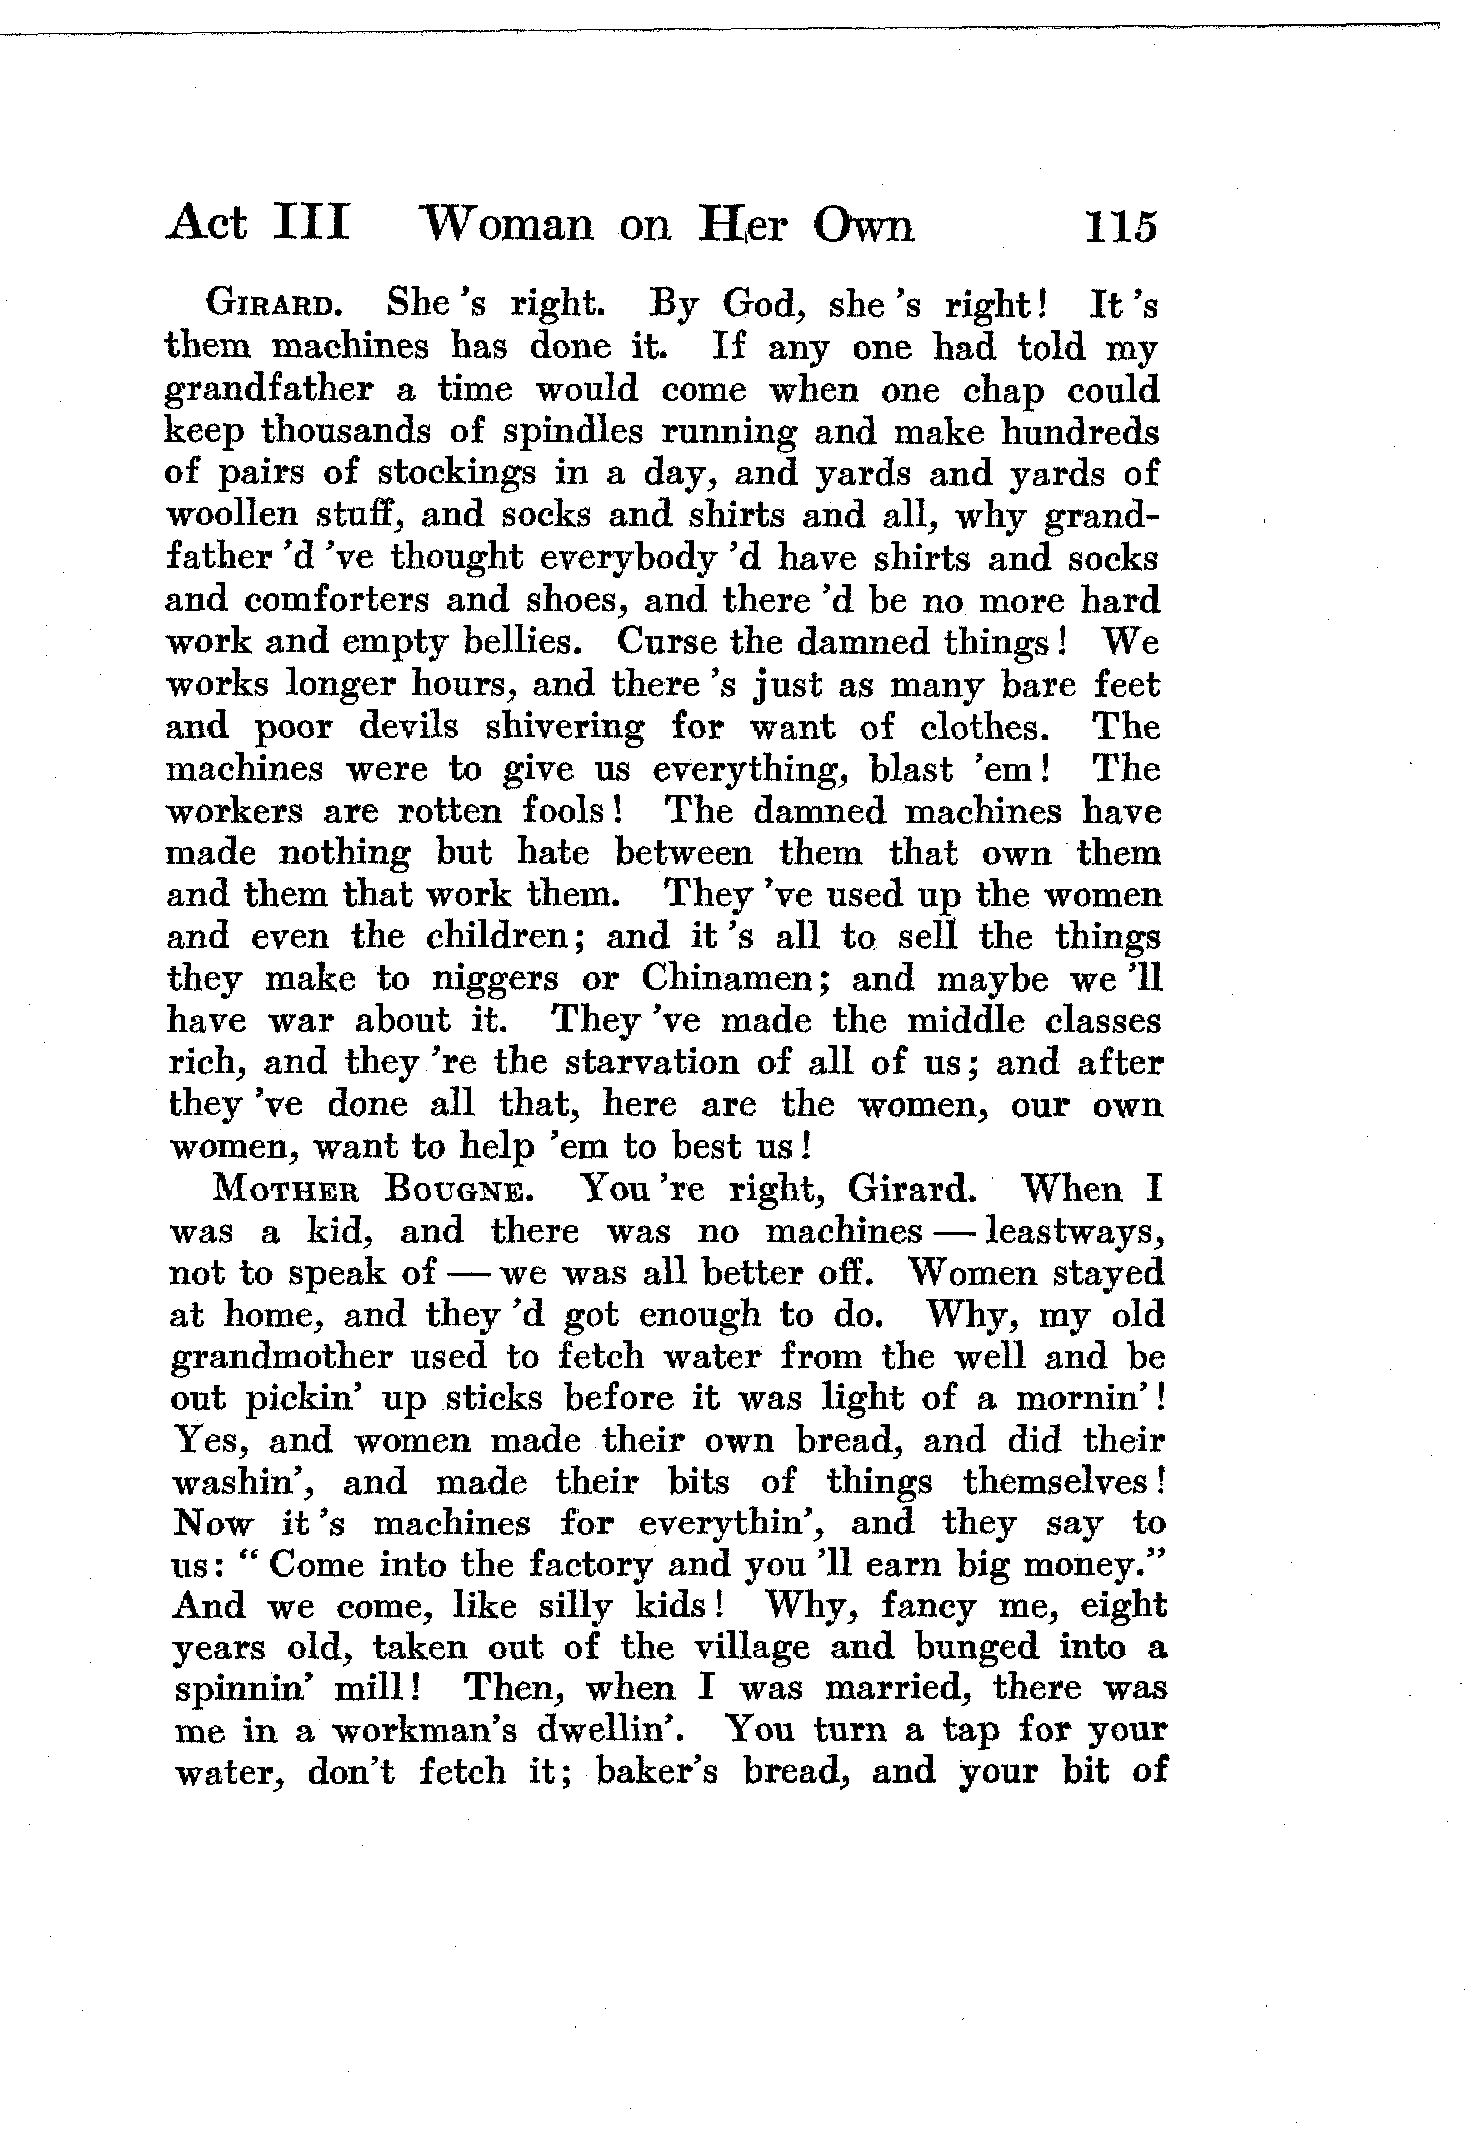 Act III Woman on Her Own 115
GIRARD. She 's right. By God, she 's right! It 's
them machines has done it. If any one had told my
grandfather a time would come when one chap could
keep thousands of spindles running and make hundreds
of pairs of stockings in a day, and yards and yards of
woollen stuff, and socks and shirts and all, why grand-
father 'd 've thought everybody 'd have shirts and socks
and comforters and shoes, and there 'd be no more hard
work and empty bellies. Curse the damned things! We
works longer hours, and there 's just as many bare feet
and poor devils shivering for want of clothes. The
machines were to give us everything, blast 'em! The
workers are rotten fools! The damned machines have
made nothing but hate between them that own them
and them that work them. They 've used up the women
and even the children; and it 's all to sell the things
they make to niggers or Chinamen; and maybe we 'll
have war about it. They 've made the middle classes
rich, and they 're the starvation of all of us; and after
they 've done all that, here are the women, our own
women, want to help 'em to best us!
MOTHER BOUGNE. You 're right, Girard. When I
was a kid, and there was no machines — leastways,
not to speak of — we was all better off. Women stayed
at home, and they 'd got enough to do. Why, my old
grandmother used to fetch water from the well and be
out pickin' up sticks before it was light of a mornin'!
Yes, and women made their own bread, and did their
washin', and made their bits of things themselves!
Now it 's machines for everythin', and they say to
us: " Come into the factory and you 'll earn big money."
And we come, like silly kids! Why, fancy me, eight
years old, taken out of the village and bunged into a
spinnin' mill! Then, when I was married, there was
me in a workman's dwellin'. You turn a tap for your
water, don't fetch it; baker's bread, and your bit of